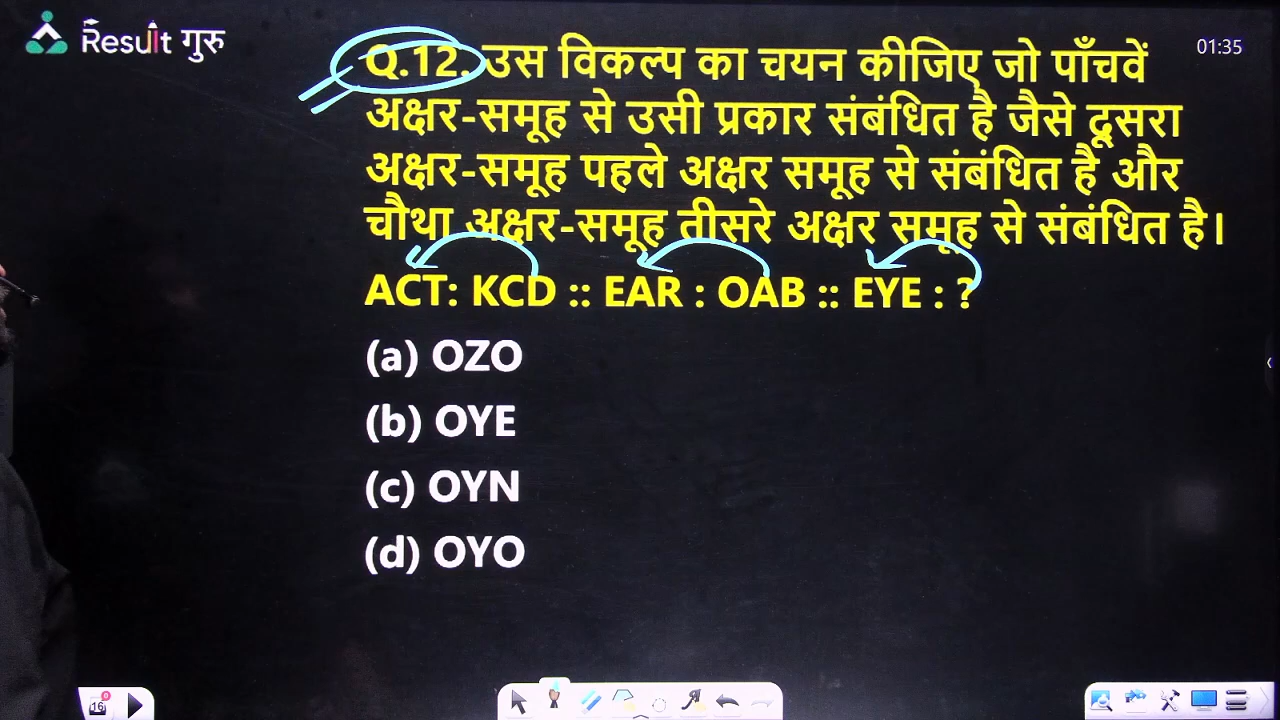 Result गुरु
01:35
Q.12. उस विकल्प का चयन कीजिए जो पाँचवें
अक्षर-समूह से उसी प्रकार संबंधित है जैसे दूसरा
अक्षर-समूह पहले अक्षर समूह से संबंधित है और
चौथा अक्षर-समूह तीसरे अक्षर समूह से संबंधित है।
ACT: KCD :: EAR : OAB :: EYE : ?
(a) OZO
(b) OYE
(c) OYN
(d) OYO
16